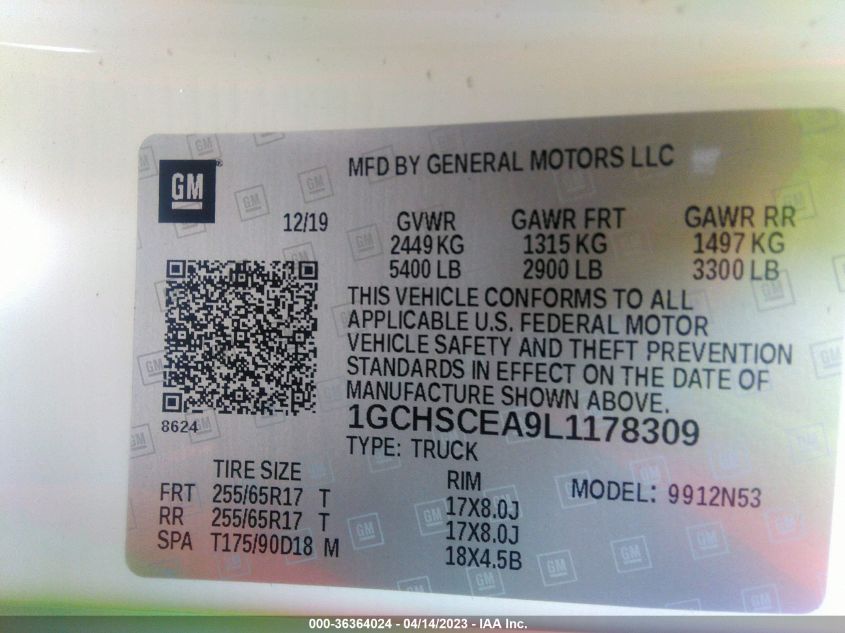 GM
MFD BY GENERAL MOTORS LLC
12/19 GVWR GAWR FRT GAWR RR
2449 KG 1315 KG 1497 KG
5400 LB 2900 LB 3300 LB
THIS VEHICLE CONFORMS TO ALL
APPLICABLE U.S. FEDERAL MOTOR
VEHICLE SAFETY AND THEFT PREVENTION
STANDARDS IN EFFECT ON THE DATE OF
MANUFACTURE SHOWN ABOVE.
8624
1GCHSCEA9L1178309
TYPE: TRUCK
TIRE SIZE RIM MODEL: 9912N53
FRT 255/65R17 T 17X8.0J
RR 255/65R17 T 17X8.0J
SPA T175/90D18 M 18X4.5B
000-36364024 - 04/14/2023 - IAA Inc.